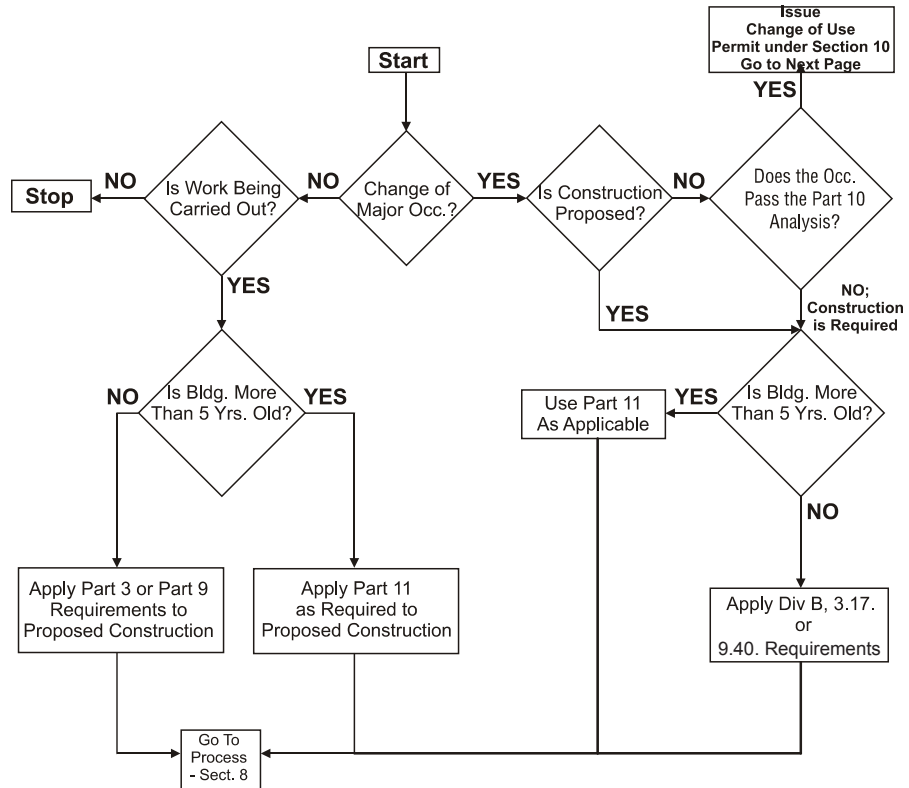 Issue
Change of Use
Permit under Section 10
Go to Next Page
Start
YES
NO
Is Work Being
Carried Out?
NO
Change of
Major Occ.?
YES
Is Construction
Proposed?
NO
Does the Occ.
Pass the Part 10
Analysis?
Stop
YES
YES
NO;
Construction
is Required
NO
Is Bldg. More
Than 5 Yrs. Old?
YES
Use Part 11
As Applicable
YES
Is Bldg. More
Than 5 Yrs. Old?
NO
Apply Part 3 or Part 9
Requirements to
Proposed Construction
Apply Part 11
as Required to
Proposed Construction
Apply Div B, 3.17.
or
9.40. Requirements
Go To
Process
- Sect. 8